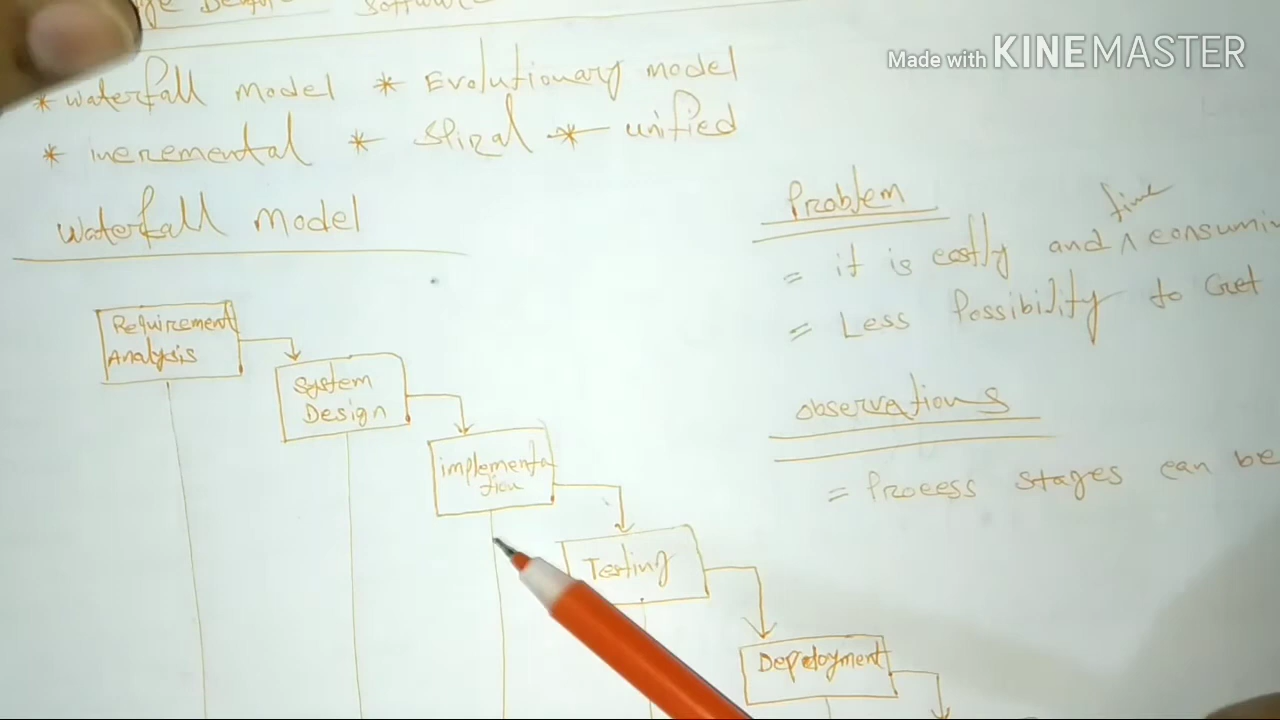 Software
Made with KINEMASTER
* Waterfall Model * Evolutionary model
* incremental * Spiral * unified
Waterfall Model
Requirement
Analysis
System
Design
implementa
tion
Testing
Deployment
Problem
= it is costly and ^ time consumi
= Less Possibility to Get
observations
= Process stages can be